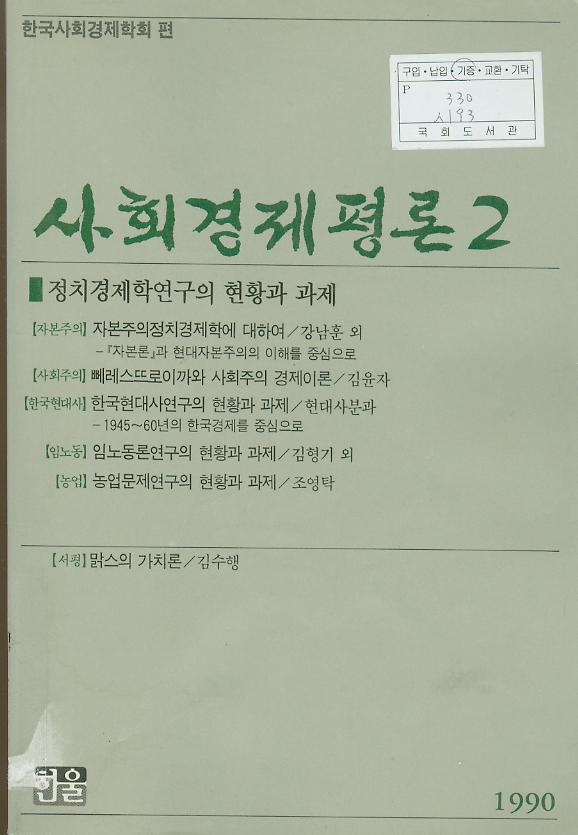 한국사회경제학회 편
구입·납입·기증·교환·기탁
P
330
ㅅ193
국회도서관
사회경제평론 2
정치경제학연구의 현황과 과제
[자본주의] 자본주의정치경제학에 대하여/강남훈 외
-『자본론』과 현대자본주의의 이해를 중심으로
[사회주의] 뻬레스뜨로이까와 사회주의 경제이론/김윤자
[한국현대사] 한국현대사연구의 현황과 과제/현대사분과
- 1945~60년의 한국경제를 중심으로
[임노동] 임노동론연구의 현황과 과제/김형기 외
[농업] 농업문제연구의 현황과 과제/조영탁
[서평] 맑스의 가치론/김수행
한울
1990